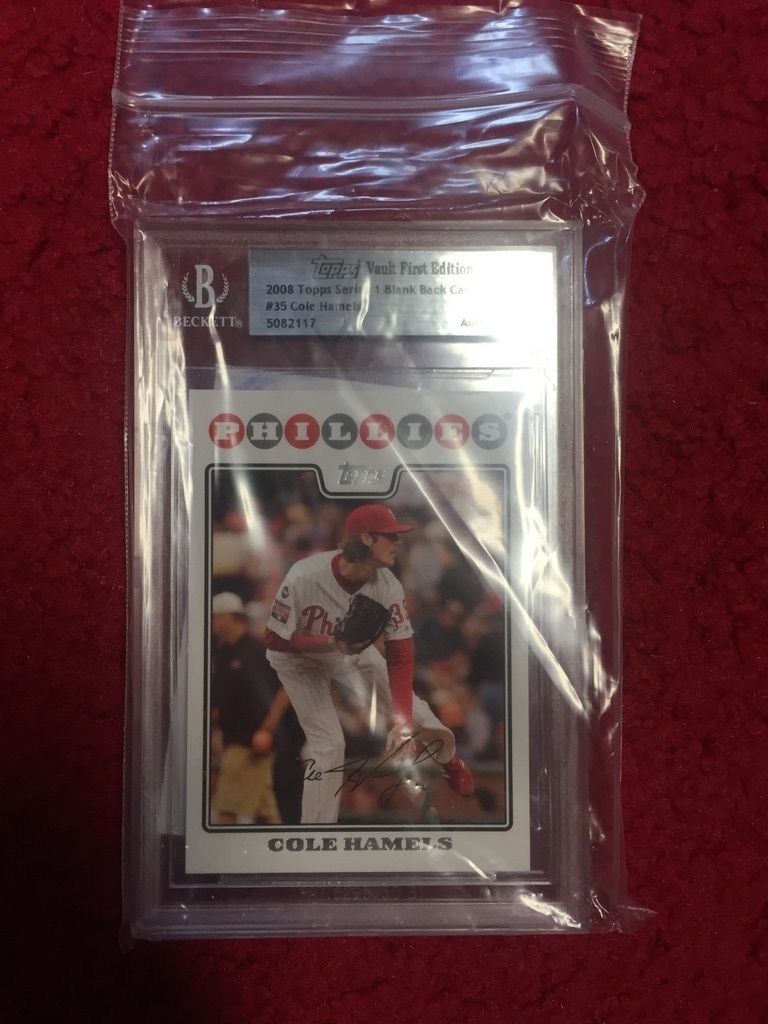 Topps Vault First Edition
2008 Topps Series 1 Blank Back
#35 Cole Hamels
5082117
B
BECKETT®
PHILLIES
Topps
Phi
COLE HAMELS